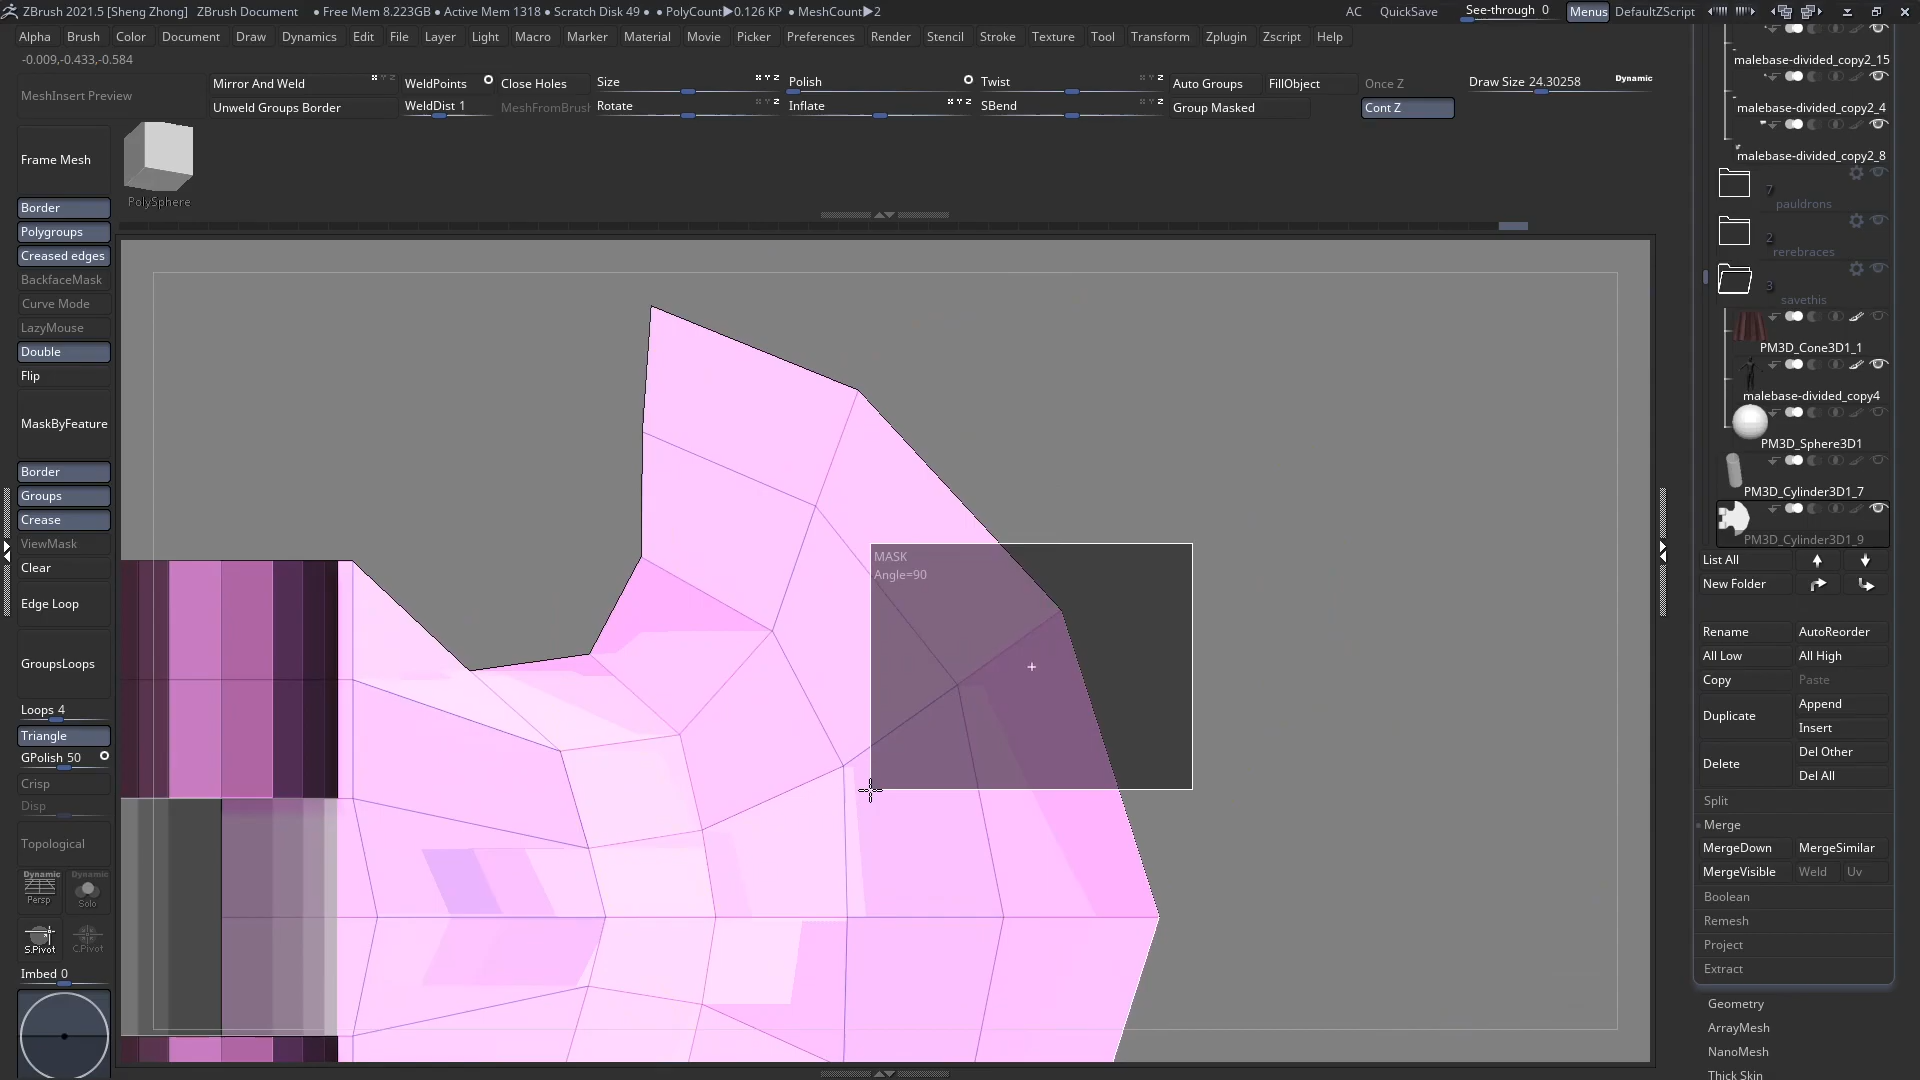 ZBrush 2021.5 [Sheng Zhong] ZBrush Document • Free Mem 8.223GB • Active Mem 1318 • Scratch Disk 49 • • PolyCount▶0.126 KP • MeshCount▶2 AC QuickSave See-through 0 Menus DefaultZScript
Alpha Brush Color Document Draw Dynamics Edit File Layer Light Macro Marker Material Movie Picker Preferences Render Stencil Stroke Texture Tool Transform Zplugin Zscript Help
-0.009,-0.433,-0.584
MeshInsert Preview
Mirror And Weld WeldPoints Close Holes Size Polish Twist Auto Groups FillObject Once Z Draw Size 24.30258 Dynamic
Unweld Groups Border WeldDist 1 MeshFromBrush Rotate Inflate SBend Group Masked Cont Z
PolySphere
Frame Mesh
Border
Polygroups
Creased edges
BackfaceMask
Curve Mode
LazyMouse
Double
Flip
MaskByFeature
Border
Groups
Crease
ViewMask
Clear
Edge Loop
GroupsLoops
Loops 4
Triangle
GPolish 50
Crisp
Disp
Topological
Dynamic Dynamic
Persp Solo
S.Pivot C.Pivot
Imbed 0
MASK
Angle=90
malebase-divided_copy2_15
malebase-divided_copy2_4
malebase-divided_copy2_8
7
pauldrons
2
rerebraces
3
savethis
PM3D_Cone3D1_1
malebase-divided_copy4
PM3D_Sphere3D1
PM3D_Cylinder3D1_7
PM3D_Cylinder3D1_9
List All
New Folder
Rename AutoReorder
All Low All High
Copy Paste
Duplicate Append
Insert
Delete Del Other
Del All
Split
Merge
MergeDown MergeSimilar
MergeVisible Weld Uv
Boolean
Remesh
Project
Extract
Geometry
ArrayMesh
NanoMesh
Thick Skin